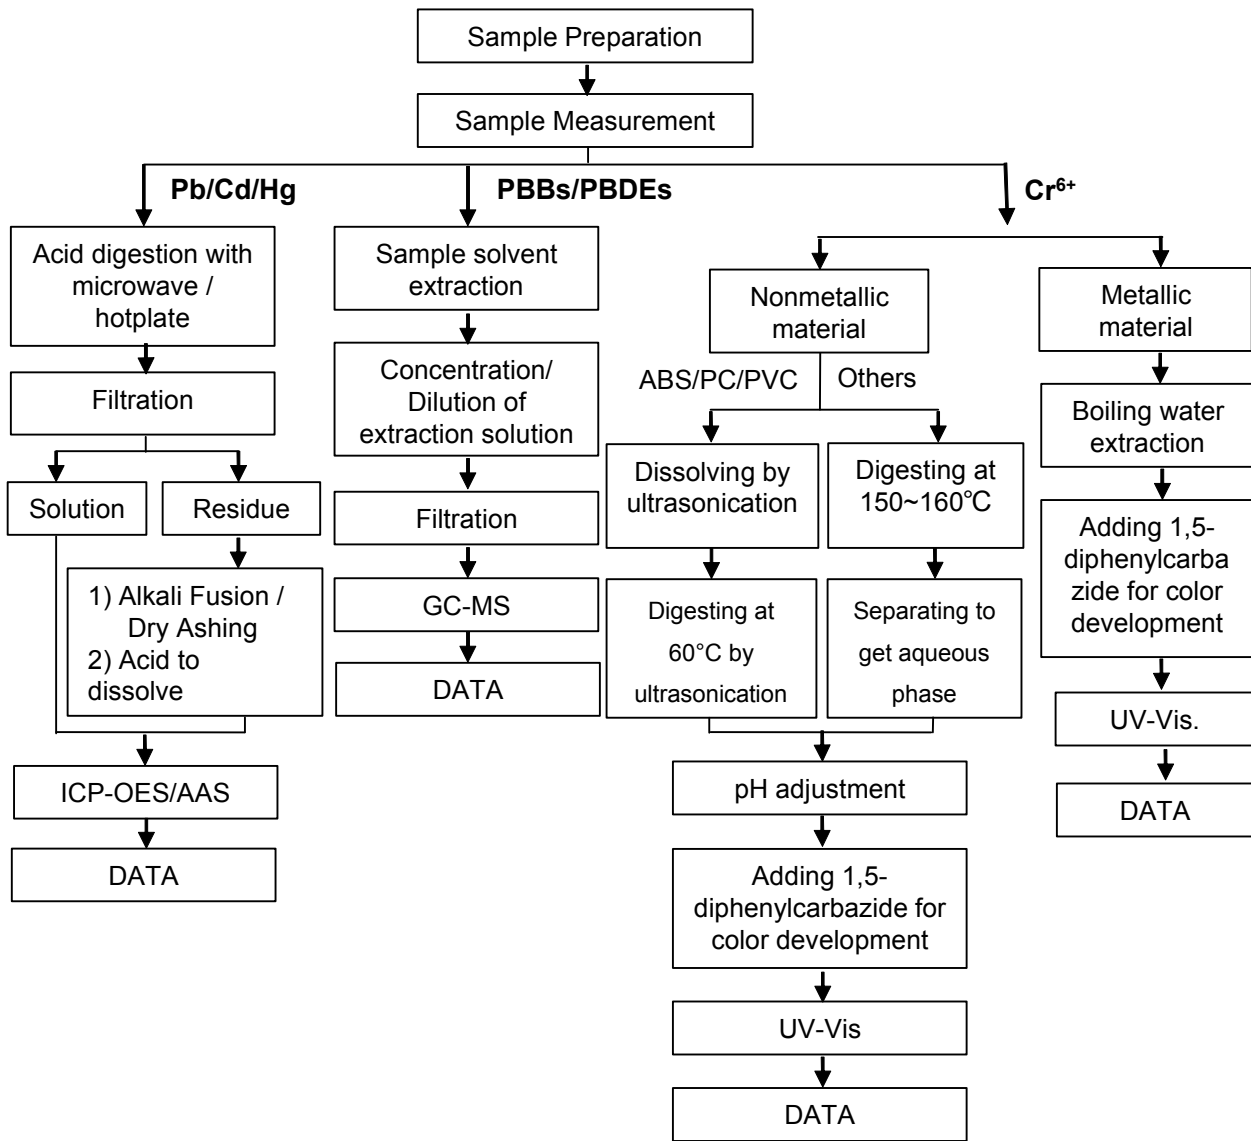 Sample Preparation
Sample Measurement
Pb/Cd/Hg
PBBs/PBDEs
Cr⁶⁺
Acid digestion with
microwave /
hotplate
Filtration
Solution
Residue
1) Alkali Fusion /
Dry Ashing
2) Acid to
dissolve
ICP-OES/AAS
DATA
Sample solvent
extraction
Concentration/
Dilution of
extraction solution
Filtration
GC-MS
DATA
Nonmetallic
material
ABS/PC/PVC
Others
Dissolving by
ultrasonication
Digesting at
60°C by
ultrasonication
Digesting at
150~160℃
Separating to
get aqueous
phase
pH adjustment
Adding 1,5-
diphenylcarbazide for
color development
UV-Vis
DATA
Metallic
material
Boiling water
extraction
Adding 1,5-
diphenylcarba
zide for color
development
UV-Vis.
DATA